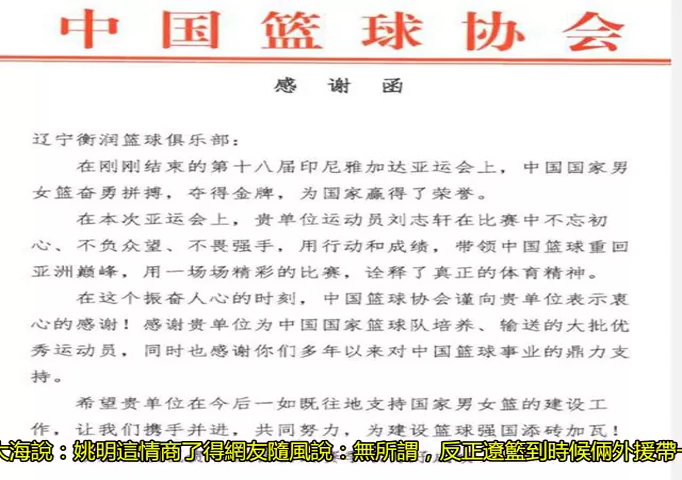 中国篮球协会
感谢函
辽宁衡润篮球俱乐部：
在刚刚结束的第十八届印尼雅加达亚运会上，中国国家男
女篮奋勇拼搏，夺得金牌，为国家赢得了荣誉。
在本次亚运会上，贵单位运动员刘志轩在比赛中不忘初
心、不负众望、不畏强手，用行动和成绩，带领中国篮球重回
亚洲巅峰，用一场场精彩的比赛，诠释了真正的体育精神。
在这个振奋人心的时刻，中国篮球协会谨向贵单位表示衷
心的感谢！感谢贵单位为中国国家篮球队培养、输送的大批优
秀运动员，同时也感谢你们多年以来对中国篮球事业的鼎力支
持。
希望贵单位在今后一如既往地支持国家男女篮的建设工
作，让我们携手并进，共同努力，为建设篮球强国添砖加瓦！
大海說：姚明這情商了得網友隨風說：無所謂，反正遼籃到時候倆外援帶